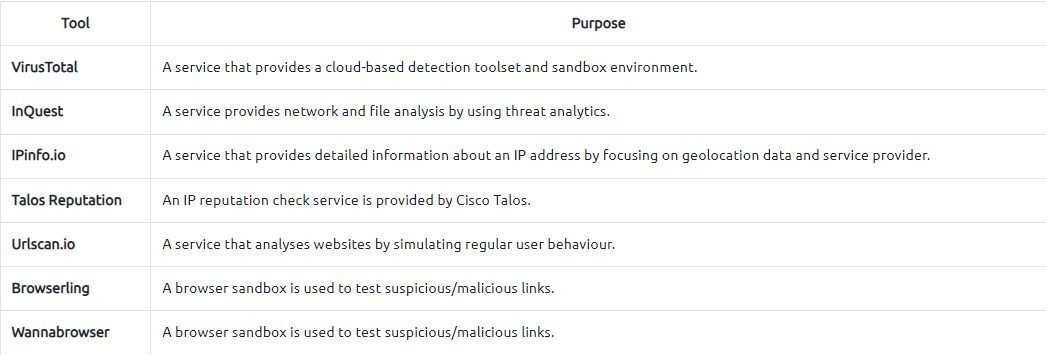 Tool Purpose
VirusTotal A service that provides a cloud-based detection toolset and sandbox environment.
InQuest A service provides network and file analysis by using threat analytics.
IPinfo.io A service that provides detailed information about an IP address by focusing on geolocation data and service provider.
Talos Reputation An IP reputation check service is provided by Cisco Talos.
Urlscan.io A service that analyses websites by simulating regular user behaviour.
Browserling A browser sandbox is used to test suspicious/malicious links.
Wannabrowser A browser sandbox is used to test suspicious/malicious links.